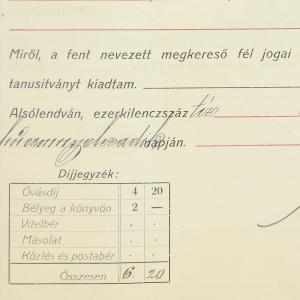 Miről, a fent nevezett megkereső fél jogai
tanusitványt kiadtam.
Alsólendván, ezerkilenczszáz tiz
napján.
Dijjegyzék:
Óvásdij 4 20
Bélyeg a könyvön 2 —
Vitelbér . .
Másolat . .
Közlés és postabér . .
Összesen 6 20